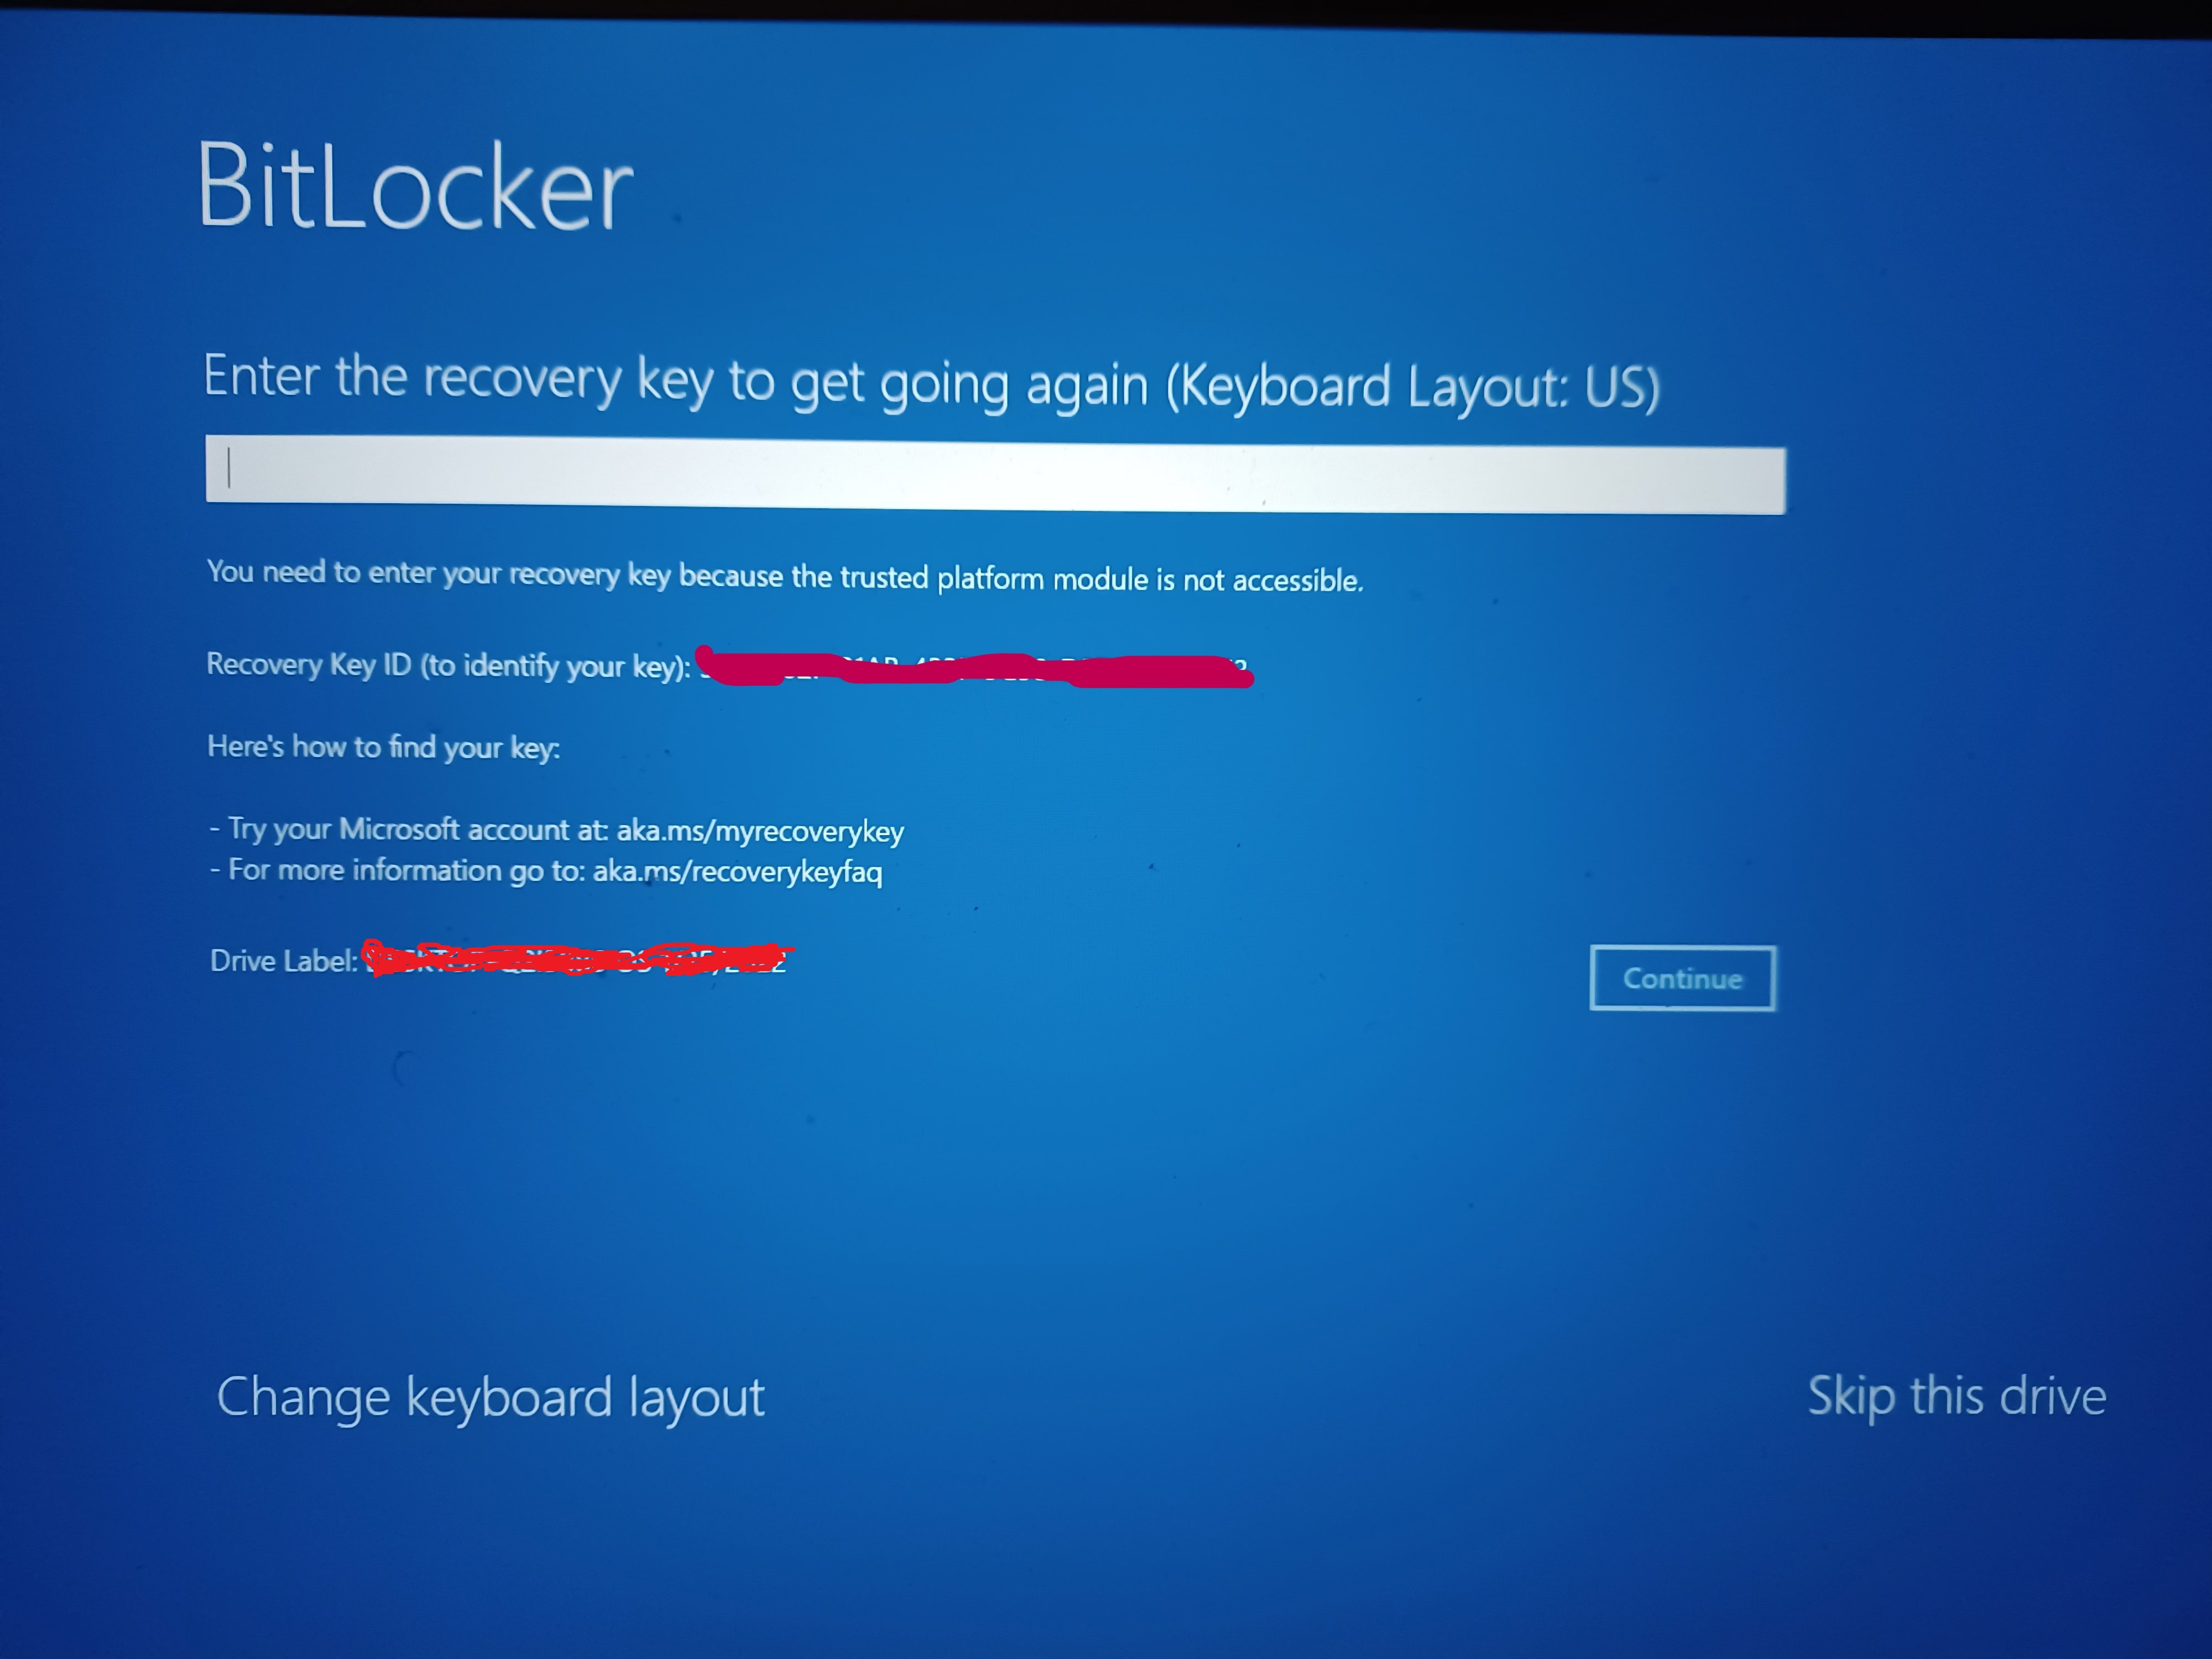 BitLocker
Enter the recovery key to get going again (Keyboard Layout: US)
You need to enter your recovery key because the trusted platform module is not accessible.
Recovery Key ID (to identify your key):
Here's how to find your key:
- Try your Microsoft account at: aka.ms/myrecoverykey
- For more information go to: aka.ms/recoverykeyfaq
Drive Label:
Continue
Change keyboard layout
Skip this drive